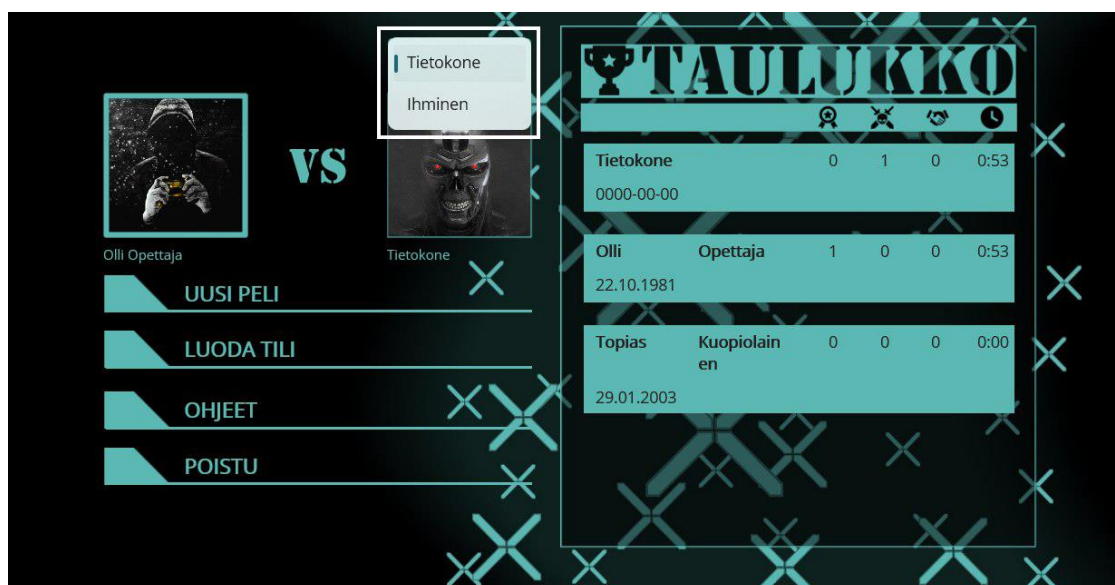 Tietokone
Ihminen
VS
Olli Opettaja
Tietokone
UUSI PELI
LUODA TILI
OHJEET
POISTU
TAULUKKO
Tietokone 0 1 0 0:53
0000-00-00
Olli Opettaja 1 0 0 0:53
22.10.1981
Topias Kuopiolain 0 0 0 0:00
en
29.01.2003